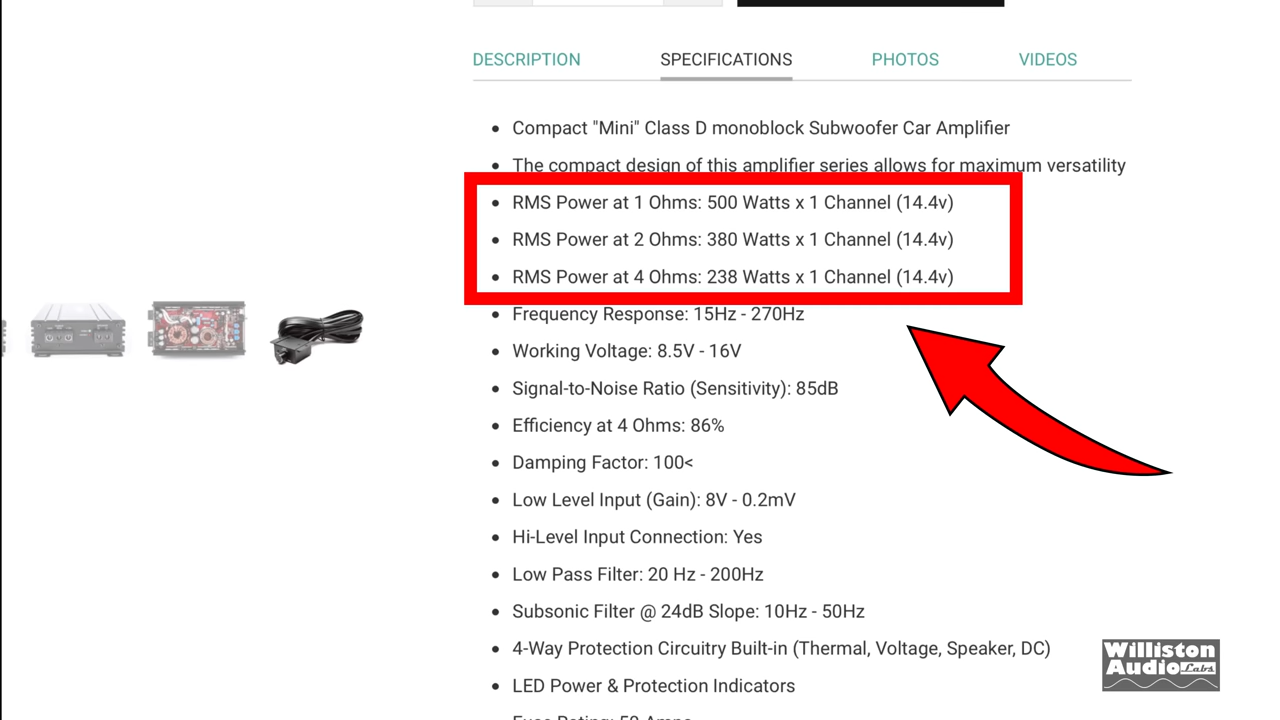 DESCRIPTION SPECIFICATIONS PHOTOS VIDEOS
Compact "Mini" Class D monoblock Subwoofer Car Amplifier
The compact design of this amplifier series allows for maximum versatility
RMS Power at 1 Ohms: 500 Watts x 1 Channel (14.4v)
RMS Power at 2 Ohms: 380 Watts x 1 Channel (14.4v)
RMS Power at 4 Ohms: 238 Watts x 1 Channel (14.4v)
Frequency Response: 15Hz - 270Hz
Working Voltage: 8.5V - 16V
Signal-to-Noise Ratio (Sensitivity): 85dB
Efficiency at 4 Ohms: 86%
Damping Factor: 100<
Low Level Input (Gain): 8V - 0.2mV
Hi-Level Input Connection: Yes
Low Pass Filter: 20 Hz - 200Hz
Subsonic Filter @ 24dB Slope: 10Hz - 50Hz
4-Way Protection Circuitry Built-in (Thermal, Voltage, Speaker, DC)
LED Power & Protection Indicators
Fuse Rating: 50 Amps
Williston
Audio Labs